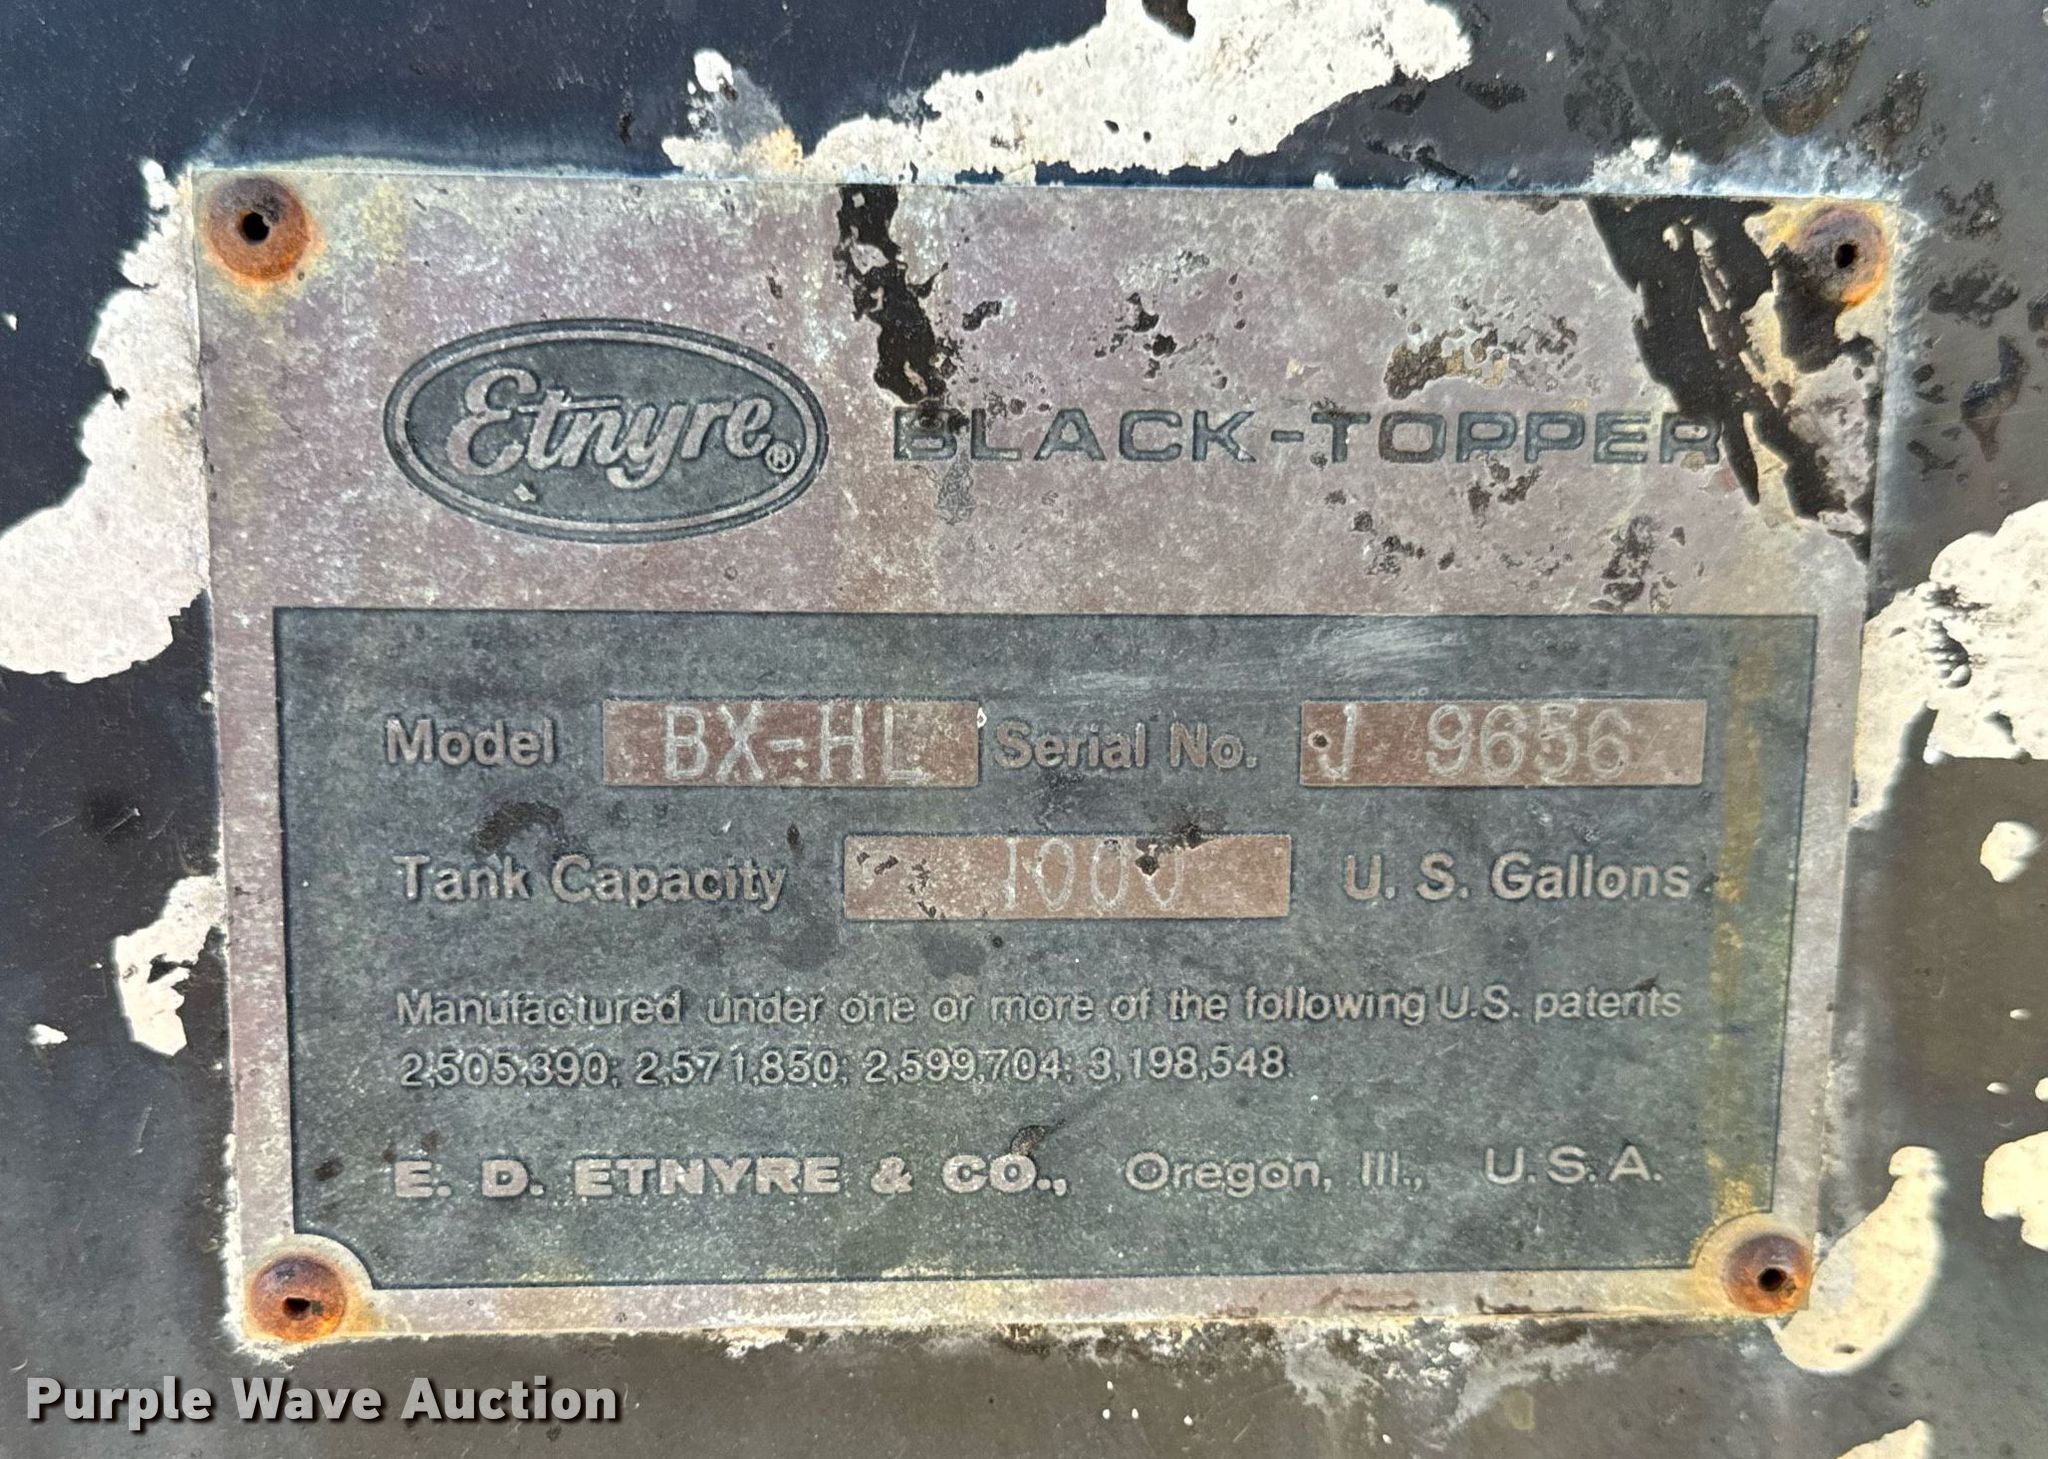 Etnyre® BLACK-TOPPER
Model BX-HL Serial No. J 9656
Tank Capacity 1000 U. S. Gallons
Manufactured under one or more of the following U.S. patents
2,505,390; 2,571,850; 2,599,704; 3,198,548.
E. D. ETNYRE & CO., Oregon, Ill., U.S.A.
Purple Wave Auction